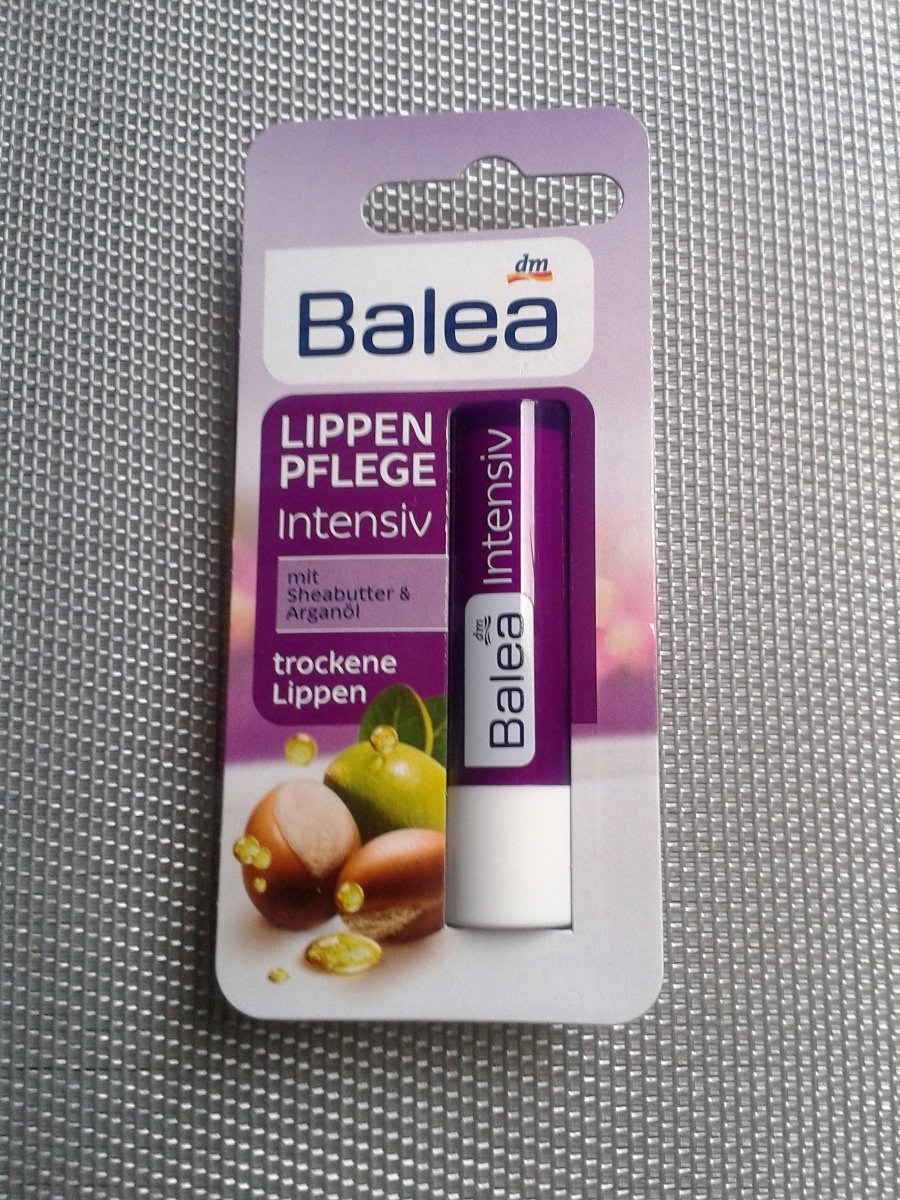 dm
Balea
LIPPEN
PFLEGE
Intensiv
mit
Sheabutter &
Arganöl
trockene
Lippen
dm
Balea
Intensiv